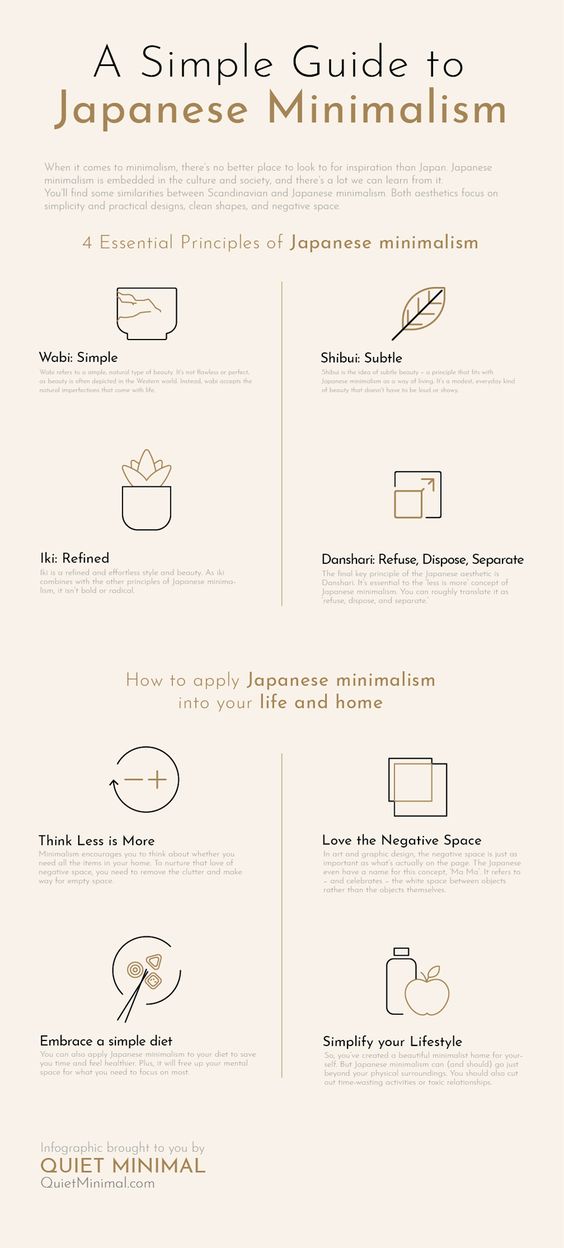 A Simple Guide to
Japanese Minimalism
When it comes to minimalism, there's no better place to look to for inspiration than Japan. Japanese
minimalism is embedded in the culture and society, and there's a lot we can learn from it.
You'll find some similarities between Scandinavian and Japanese minimalism. Both aesthetics focus on
simplicity and practical designs, clean shapes, and negative space.
4 Essential Principles of Japanese minimalism
Wabi: Simple
Wabi refers to a simple, natural type of beauty. It's not flawless or perfect,
as beauty is often depicted in the Western world. Instead, wabi accepts the
natural imperfections that come with life.
Shibui: Subtle
Shibui is the idea of subtle beauty – a principle that fits with
Japanese minimalism as a way of living. It's a modest, everyday kind
of beauty that doesn't have to be loud or showy.
Iki: Refined
Iki is a refined and effortless style and beauty. As iki
combines with the other principles of Japanese minima-
lism, it isn't bold or radical.
Danshari: Refuse, Dispose, Separate
The final key principle of the Japanese aesthetic is
Danshari. It's essential to the 'less is more' concept of
Japanese minimalism. You can roughly translate it as
'refuse, dispose, and separate.'
How to apply Japanese minimalism
into your life and home
Think Less is More
Minimalism encourages you to think about whether you
need all the items in your home. To nurture that love of
negative space, you need to remove the clutter and make
way for empty space.
Love the Negative Space
In art and graphic design, the negative space is just as
important as what's actually on the page. The Japanese
even have a name for this concept, 'Ma Ma'. It refers to
– and celebrates – the white space between objects
rather than the objects themselves.
Embrace a simple diet
You can also apply Japanese minimalism to your diet to save
you time and feel healthier. Plus, it will free up your mental
space for what you need to focus on most.
Simplify your Lifestyle
So, you've created a beautiful minimalist home for your-
self. But Japanese minimalism can (and should) go just
beyond your physical surroundings. You should also cut
out time-wasting activities or toxic relationships.
Infographic brought to you by
QUIET MINIMAL
QuietMinimal.com